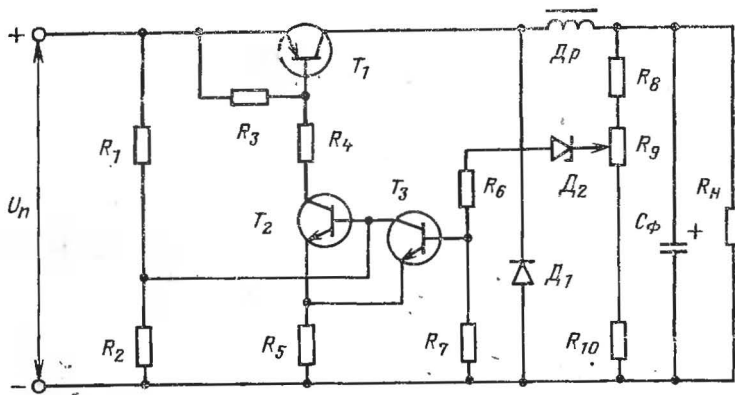 +
T₁
Др
R₈
R₃
R₁
R₄
T₃
R₉
Uп
R₆
Д₂
Rн
T₂
Cф
+
Д₁
R₂
R₅
R₇
R₁₀
−